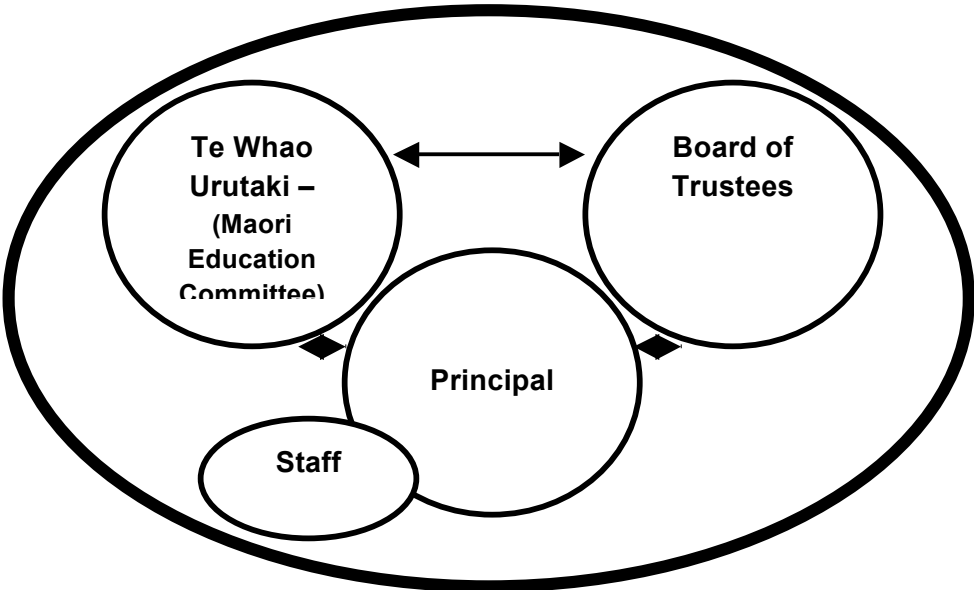 Te Whao
Urutaki –
(Maori
Education
Committee)
Board of
Trustees
Principal
Staff